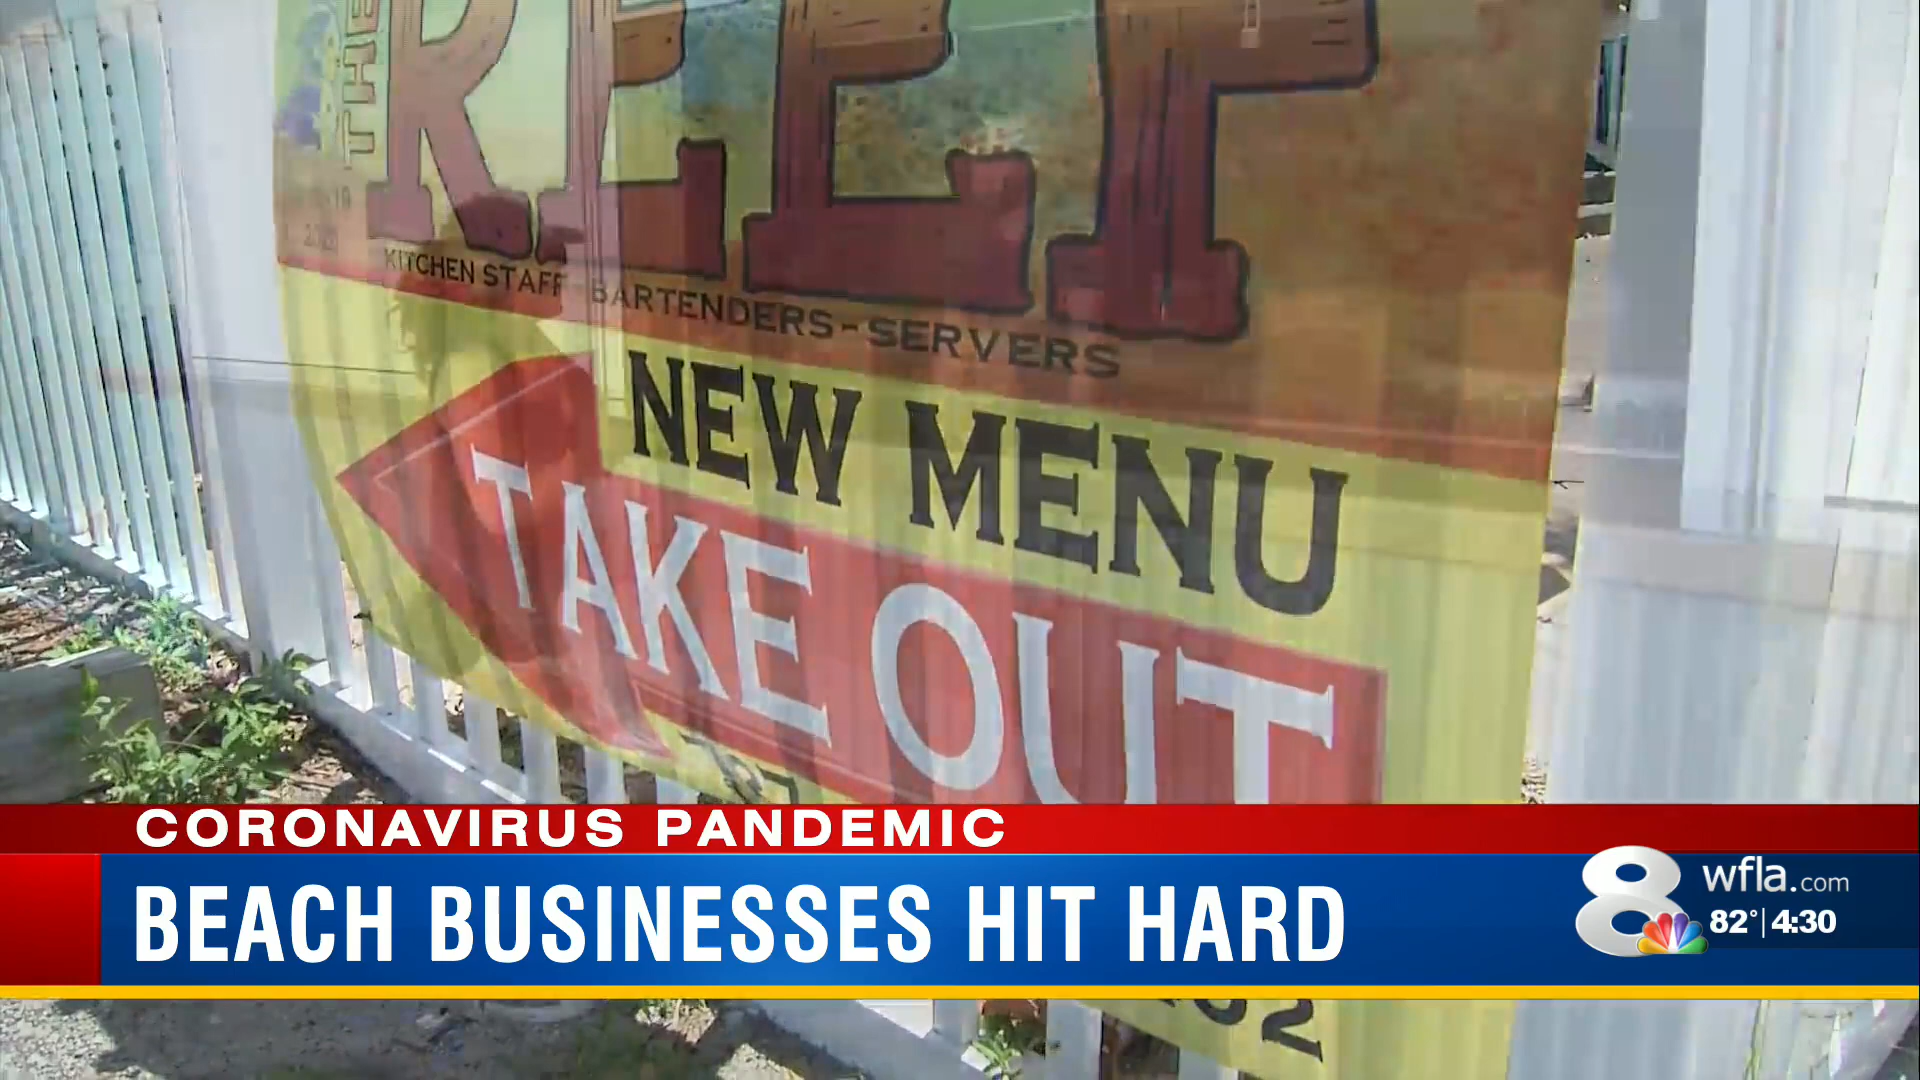 THE
REEF
KITCHEN STAFF - BARTENDERS - SERVERS
NEW MENU
TAKE OUT
CORONAVIRUS PANDEMIC
BEACH BUSINESSES HIT HARD
8 wfla.com
82° 4:30